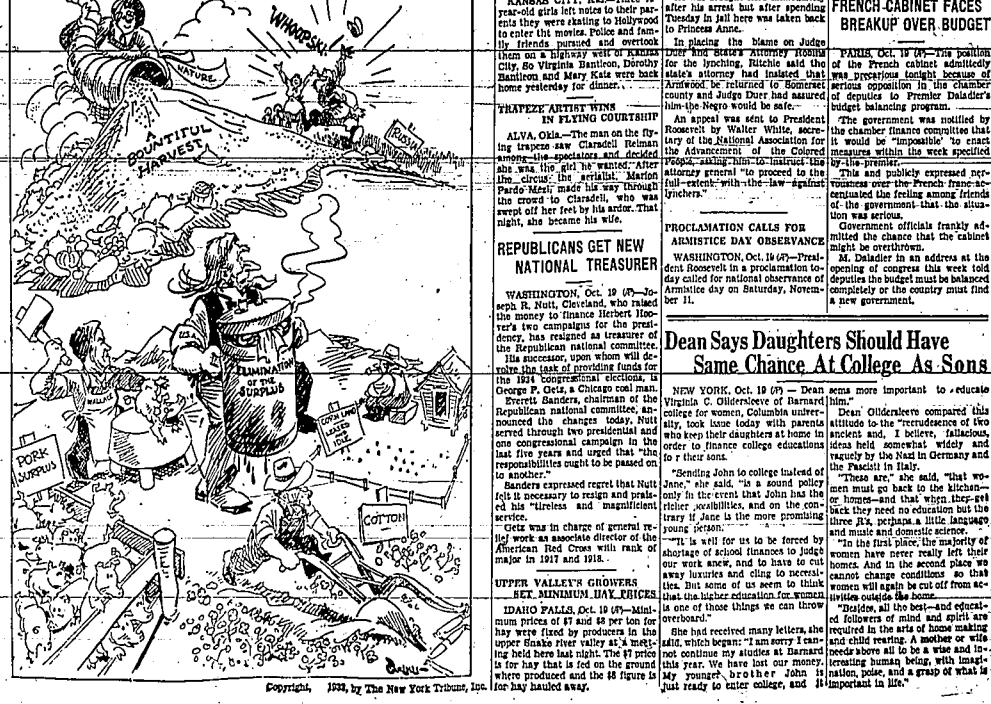 WHOOPSKI!
NATURE
A
BOUNTIFUL
HARVEST
RUSSIA
U.S.
ELIMINATION
OF THE
SURPLUS
WALLACE
CORN LAND
LEASED
TO
IDLE
PORK
SURPLUS
COTTON
Copyright, 1933, by The New York Tribune, Inc.
year-old girls left notes to their par-
ents they were skating to Hollywood
to enter the movies. Police and fam-
ily friends pursued and overtook
them on a highway west of Kansas
City. Bo Virginia Bantleon, Dorothy
Bantleon and Mary Katz were back
home yesterday for dinner.
TRAPEZE ARTIST WINS
IN FLYING COURTSHIP
ALVA, Okla.—The man on the fly-
ing trapeze saw Claradell Reiman
among the spectators and decided
she was the girl he wanted. After
the circus the aerialist, Marion
Pardo Mezi, made his way through
the crowd to Claradell, who was
swept off her feet by his ardor. That
night, she became his wife.
REPUBLICANS GET NEW
NATIONAL TREASURER
WASHINGTON, Oct. 19 (AP)—Jo-
seph R. Nutt, Cleveland, who raised
the money to finance Herbert Hoo-
ver's two campaigns for the presi-
dency, has resigned as treasurer of
the Republican national committee.
His successor, upon whom will de-
volve the task of providing funds for
the 1934 congressional elections, is
George F. Getz, a Chicago coal man.
Everett Sanders, chairman of the
Republican national committee, an-
nounced the changes today. Nutt
served through two presidential and
one congressional campaign in the
last five years and urged that "the
responsibilities ought to be passed on
to another."
Sanders expressed regret that Nutt
felt it necessary to resign and prais-
ed his "tireless and magnificent
service.
Getz was in charge of general re-
lief work as associate director of the
American Red Cross with rank of
major in 1917 and 1918.
UPPER VALLEY'S GROWERS
SET MINIMUM HAY PRICES
IDAHO FALLS, Oct. 19 (AP)—Mini-
mum prices of $7 and $8 per ton for
hay were fixed by producers in the
upper Snake river valley at a meet-
ing held here last night. The $7 price
is for hay that is fed on the ground
where produced and the $8 figure is
for hay hauled away.
after his arrest but after spending
Tuesday in jail here was taken back
to Princess Anne.
In placing the blame on Judge
Duer and State's Attorney Robins
for the lynching, Ritchie said the
state's attorney had insisted that
Armwood be returned to Somerset
county and Judge Duer had assured
him the Negro would be safe.
An appeal was sent to President
Roosevelt by Walter White, secre-
tary of the National Association for
the Advancement of the Colored
People, asking him to instruct the
attorney general "to proceed to the
full extent with the law against
lynchers."
PROCLAMATION CALLS FOR
ARMISTICE DAY OBSERVANCE
WASHINGTON, Oct. 19 (AP)—Presi-
dent Roosevelt in a proclamation to-
day called for national observance of
Armistice day on Saturday, Novem-
ber 11.
FRENCH CABINET FACES
BREAKUP OVER BUDGET
PARIS, Oct. 19 (AP)—The position
of the French cabinet admittedly
was precarious tonight because of
serious opposition in the chamber
of deputies to Premier Daladier's
budget balancing program.
The government was notified by
the chamber finance committee that
it would be "impossible" to enact
measures within the week specified
by the premier.
This and publicly expressed ner-
vousness over the French franc ac-
centuated the feeling among friends
of the government that the situa-
tion was serious.
Government officials frankly ad-
mitted the chance that the cabinet
might be overthrown.
M. Daladier in an address at the
opening of congress this week told
deputies the budget must be balanced
completely or the country must find
a new government.
Dean Says Daughters Should Have
Same Chance At College As Sons
NEW YORK, Oct. 19 (AP) — Dean
Virginia C. Gildersleeve of Barnard
college for women, Columbia univer-
sity, took issue today with parents
who keep their daughters at home in
order to finance college educations
fo r their sons.
"Sending John to college instead of
Jane," she said, "is a sound policy
only in the event that John has the
richer possibilities, and on the con-
trary if Jane is the more promising
young person.
"It is well for us to be forced by
shortage of school finances to judge
our work anew, and to have to cut
away luxuries and cling to necessi-
ties. But some of us seem to think
that the higher education for women
is one of those things we can throw
overboard."
She had received many letters, she
said, which began: "I am sorry I can-
not continue my studies at Barnard
this year. We have lost our money.
My younger brother John is
just ready to enter college, and it
seems more important to educate
him."
Dean Gildersleeve compared this
attitude to the "recrudesence of two
ancient and, I believe, fallacious,
ideas held somewhat widely and
vaguely by the Nazi in Germany and
the Fascisti in Italy.
"These are," she said, "that wo-
men must go back to the kitchen—
or homes—and that when they get
back they need no education but the
three R's, perhaps a little language
and music and domestic science.
"In the first place, the majority of
women have never really left their
homes. And in the second place we
cannot change conditions so that
women will again be cut off from ac-
tivities outside the home.
"Besides, all the best—and educat-
ed followers of mind and spirit are
required in the arts of home making
and child rearing. A mother or wife
needs above all to be a wise and in-
teresting human being, with imagi-
nation, poise, and a grasp of what is
important in life."